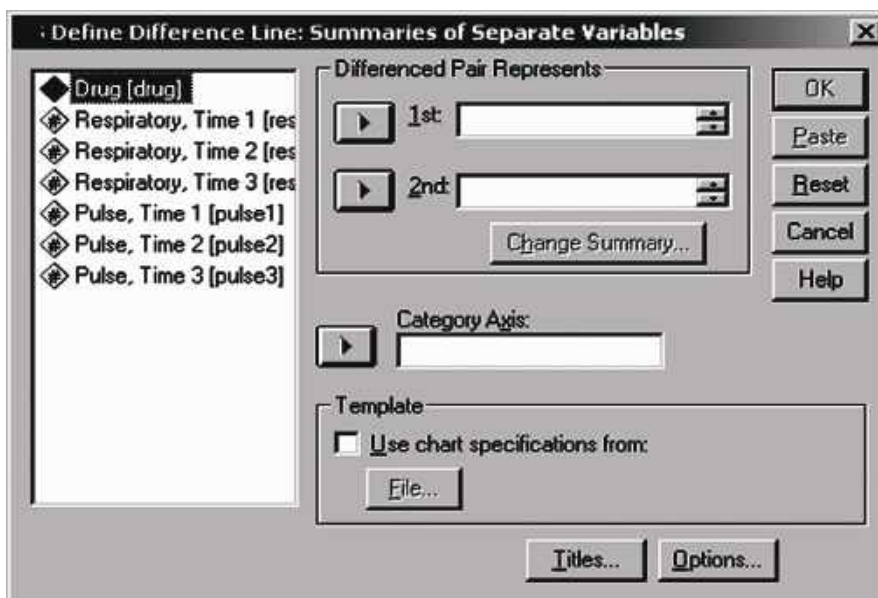 Define Difference Line: Summaries of Separate Variables
Drug [drug]
Respiratory, Time 1 [res
Respiratory, Time 2 [res
Respiratory, Time 3 [res
Pulse, Time 1 [pulse1]
Pulse, Time 2 [pulse2]
Pulse, Time 3 [pulse3]
Differenced Pair Represents
1st:
2nd:
Change Summary...
Category Axis:
Template
Use chart specifications from:
File...
OK
Paste
Reset
Cancel
Help
Titles...
Options...